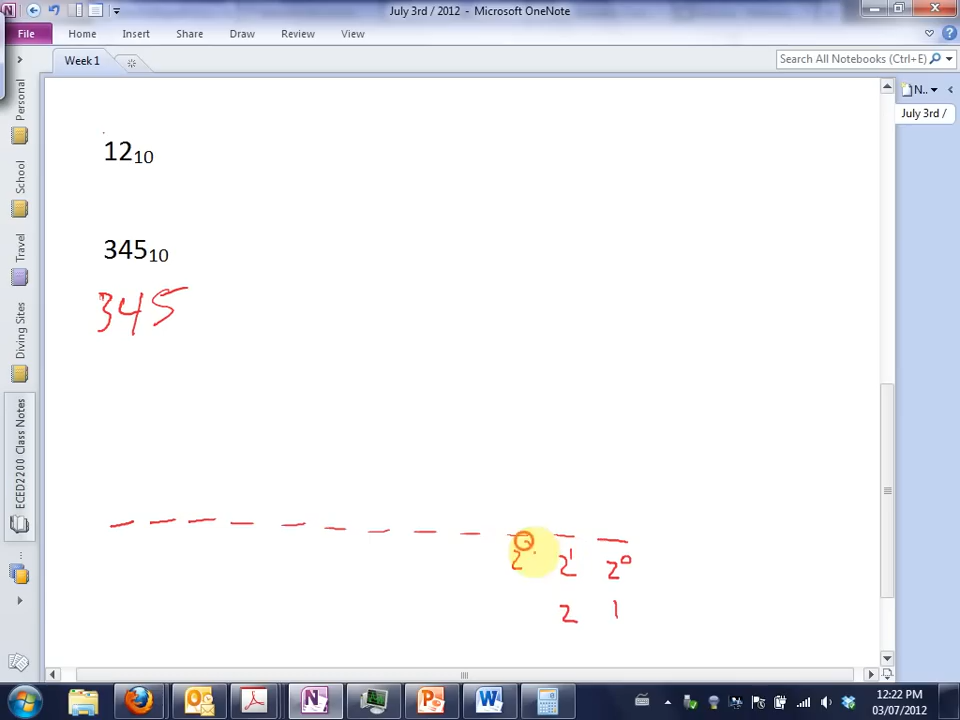 July 3rd / 2012 - Microsoft OneNote
File Home Insert Share Draw Review View
Week 1
Search All Notebooks (Ctrl+E)
N..
July 3rd /
Personal
School
Travel
Diving Sites
ECED2200 Class Notes
12₁₀
345₁₀
345
2¹ 2⁰
2 1
12:22 PM
03/07/2012